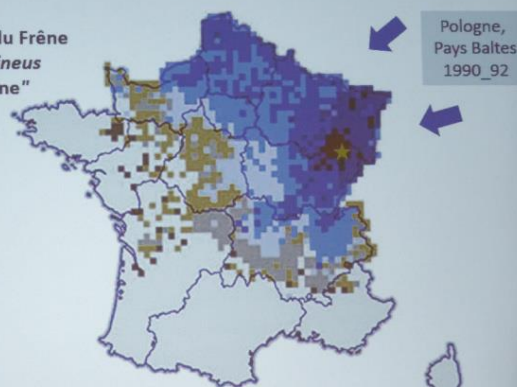 du Frêne
ineus
ne"
Pologne,
Pays Baltes
1990_92